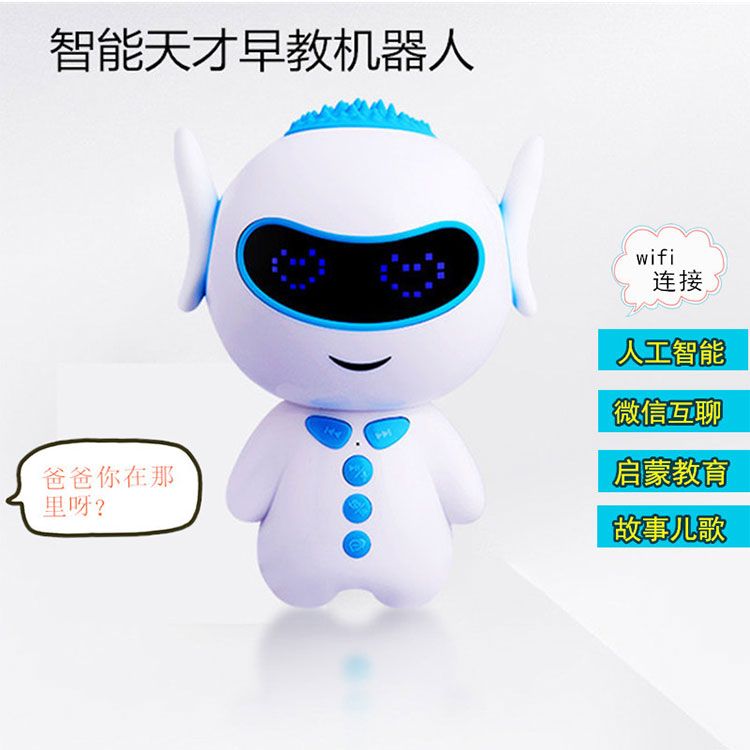 智能天才早教机器人
wifi
连接
人工智能
微信互聊
启蒙教育
故事儿歌
爸爸你在那
里呀?